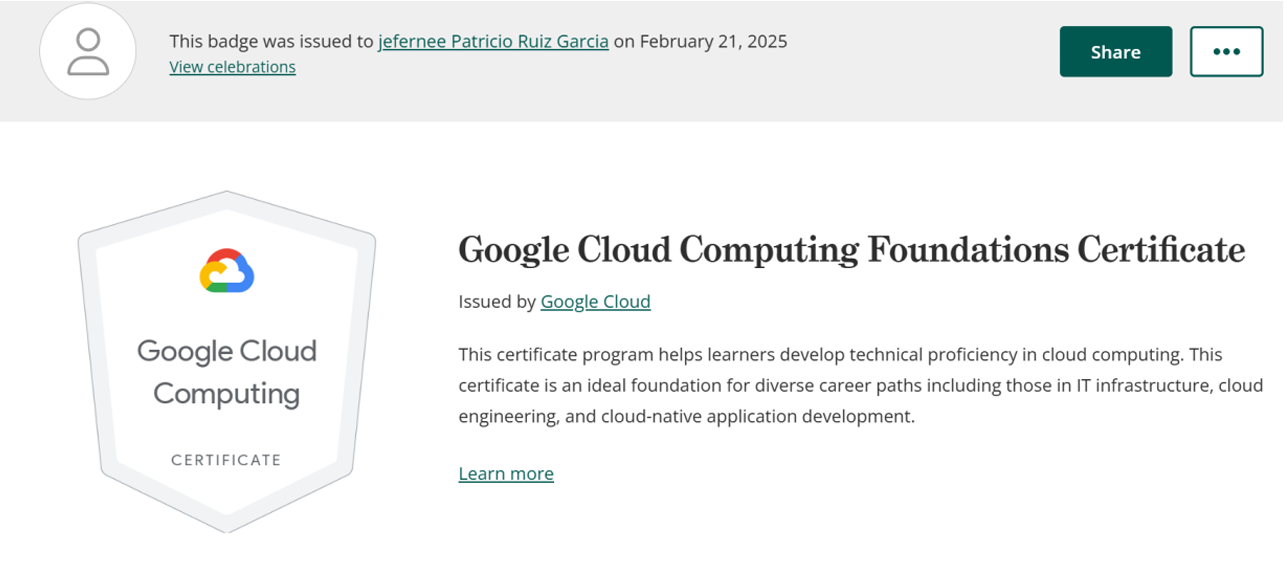 This badge was issued to jefernee Patricio Ruiz Garcia on February 21, 2025
View celebrations
Share
•••
Google Cloud
Computing
CERTIFICATE
Google Cloud Computing Foundations Certificate
Issued by Google Cloud
This certificate program helps learners develop technical proficiency in cloud computing. This
certificate is an ideal foundation for diverse career paths including those in IT infrastructure, cloud
engineering, and cloud-native application development.
Learn more